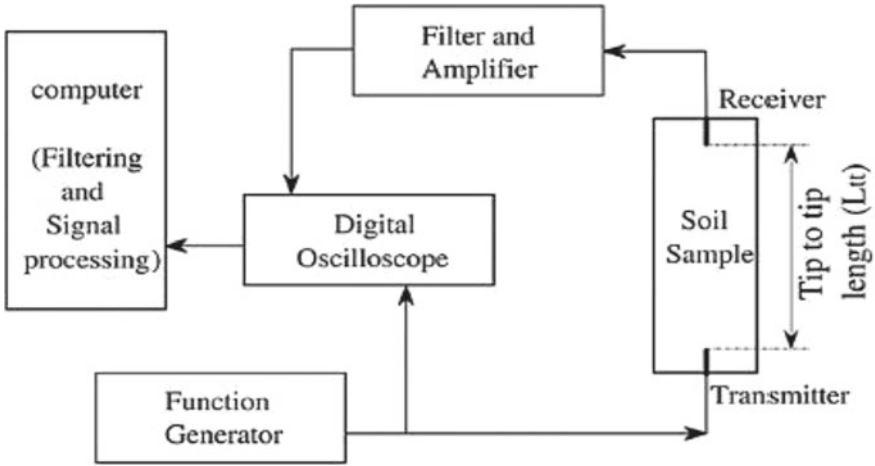 Filter and
Amplifier
computer
(Filtering
and
Signal
processing)
Receiver
Digital
Oscilloscope
Soil
Sample
Tip to tip
length (Ltt)
Function
Generator
Transmitter